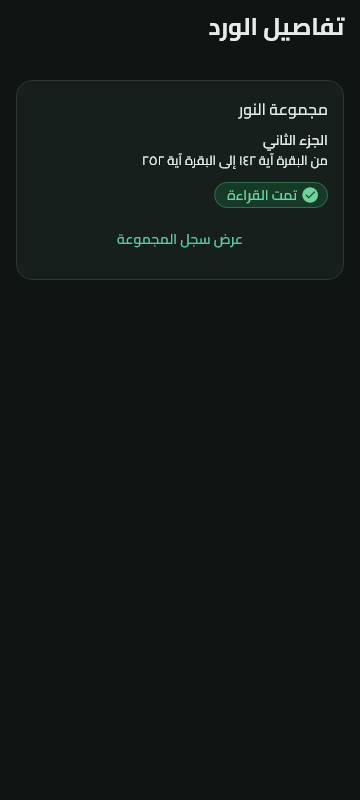 تفاصيل الورد
مجموعة النور
الجزء الثاني
من البقرة آية ١٤٢ إلى البقرة آية ٢٥٢
تمت القراءة
عرض سجل المجموعة